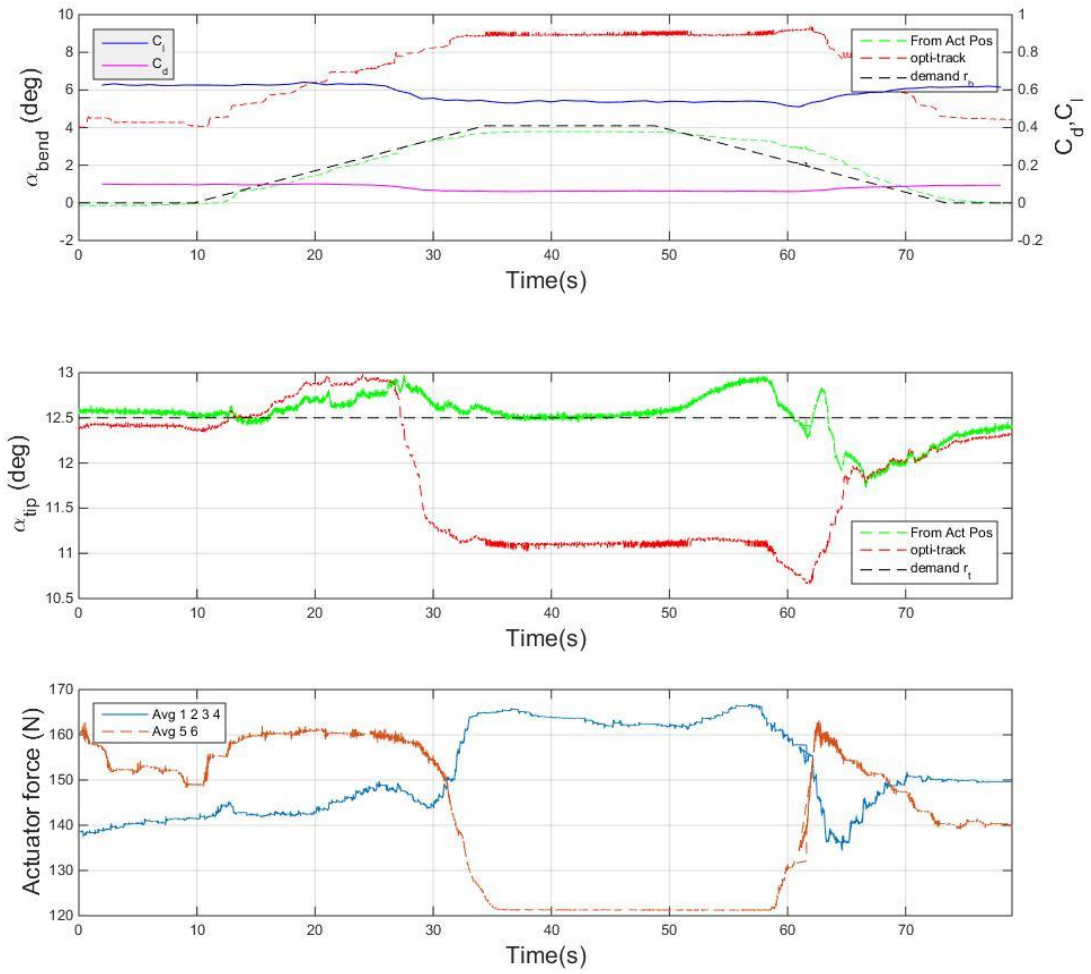 10
8
6
4
2
0
-2
α_bend (deg)
C_l
C_d
From Act Pos
opti-track
demand r_b
1
0.8
0.6
0.4
0.2
0
-0.2
C_d,C_l
0 10 20 30 40 50 60 70
Time(s)
13
12.5
12
11.5
11
10.5
α_tip (deg)
From Act Pos
opti-track
demand r_t
0 10 20 30 40 50 60 70
Time(s)
170
160
150
140
130
120
Actuator force (N)
Avg 1 2 3 4
Avg 5 6
0 10 20 30 40 50 60 70
Time(s)